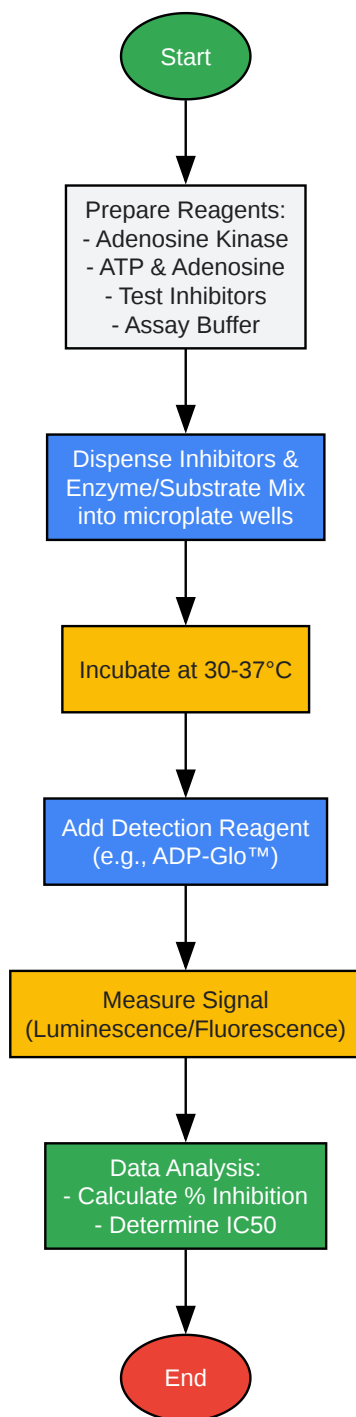 Start
Prepare Reagents:
- Adenosine Kinase
- ATP & Adenosine
- Test Inhibitors
- Assay Buffer
Dispense Inhibitors &
Enzyme/Substrate Mix
into microplate wells
Incubate at 30-37°C
Add Detection Reagent
(e.g., ADP-Glo™)
Measure Signal
(Luminescence/Fluorescence)
Data Analysis:
- Calculate % Inhibition
- Determine IC50
End